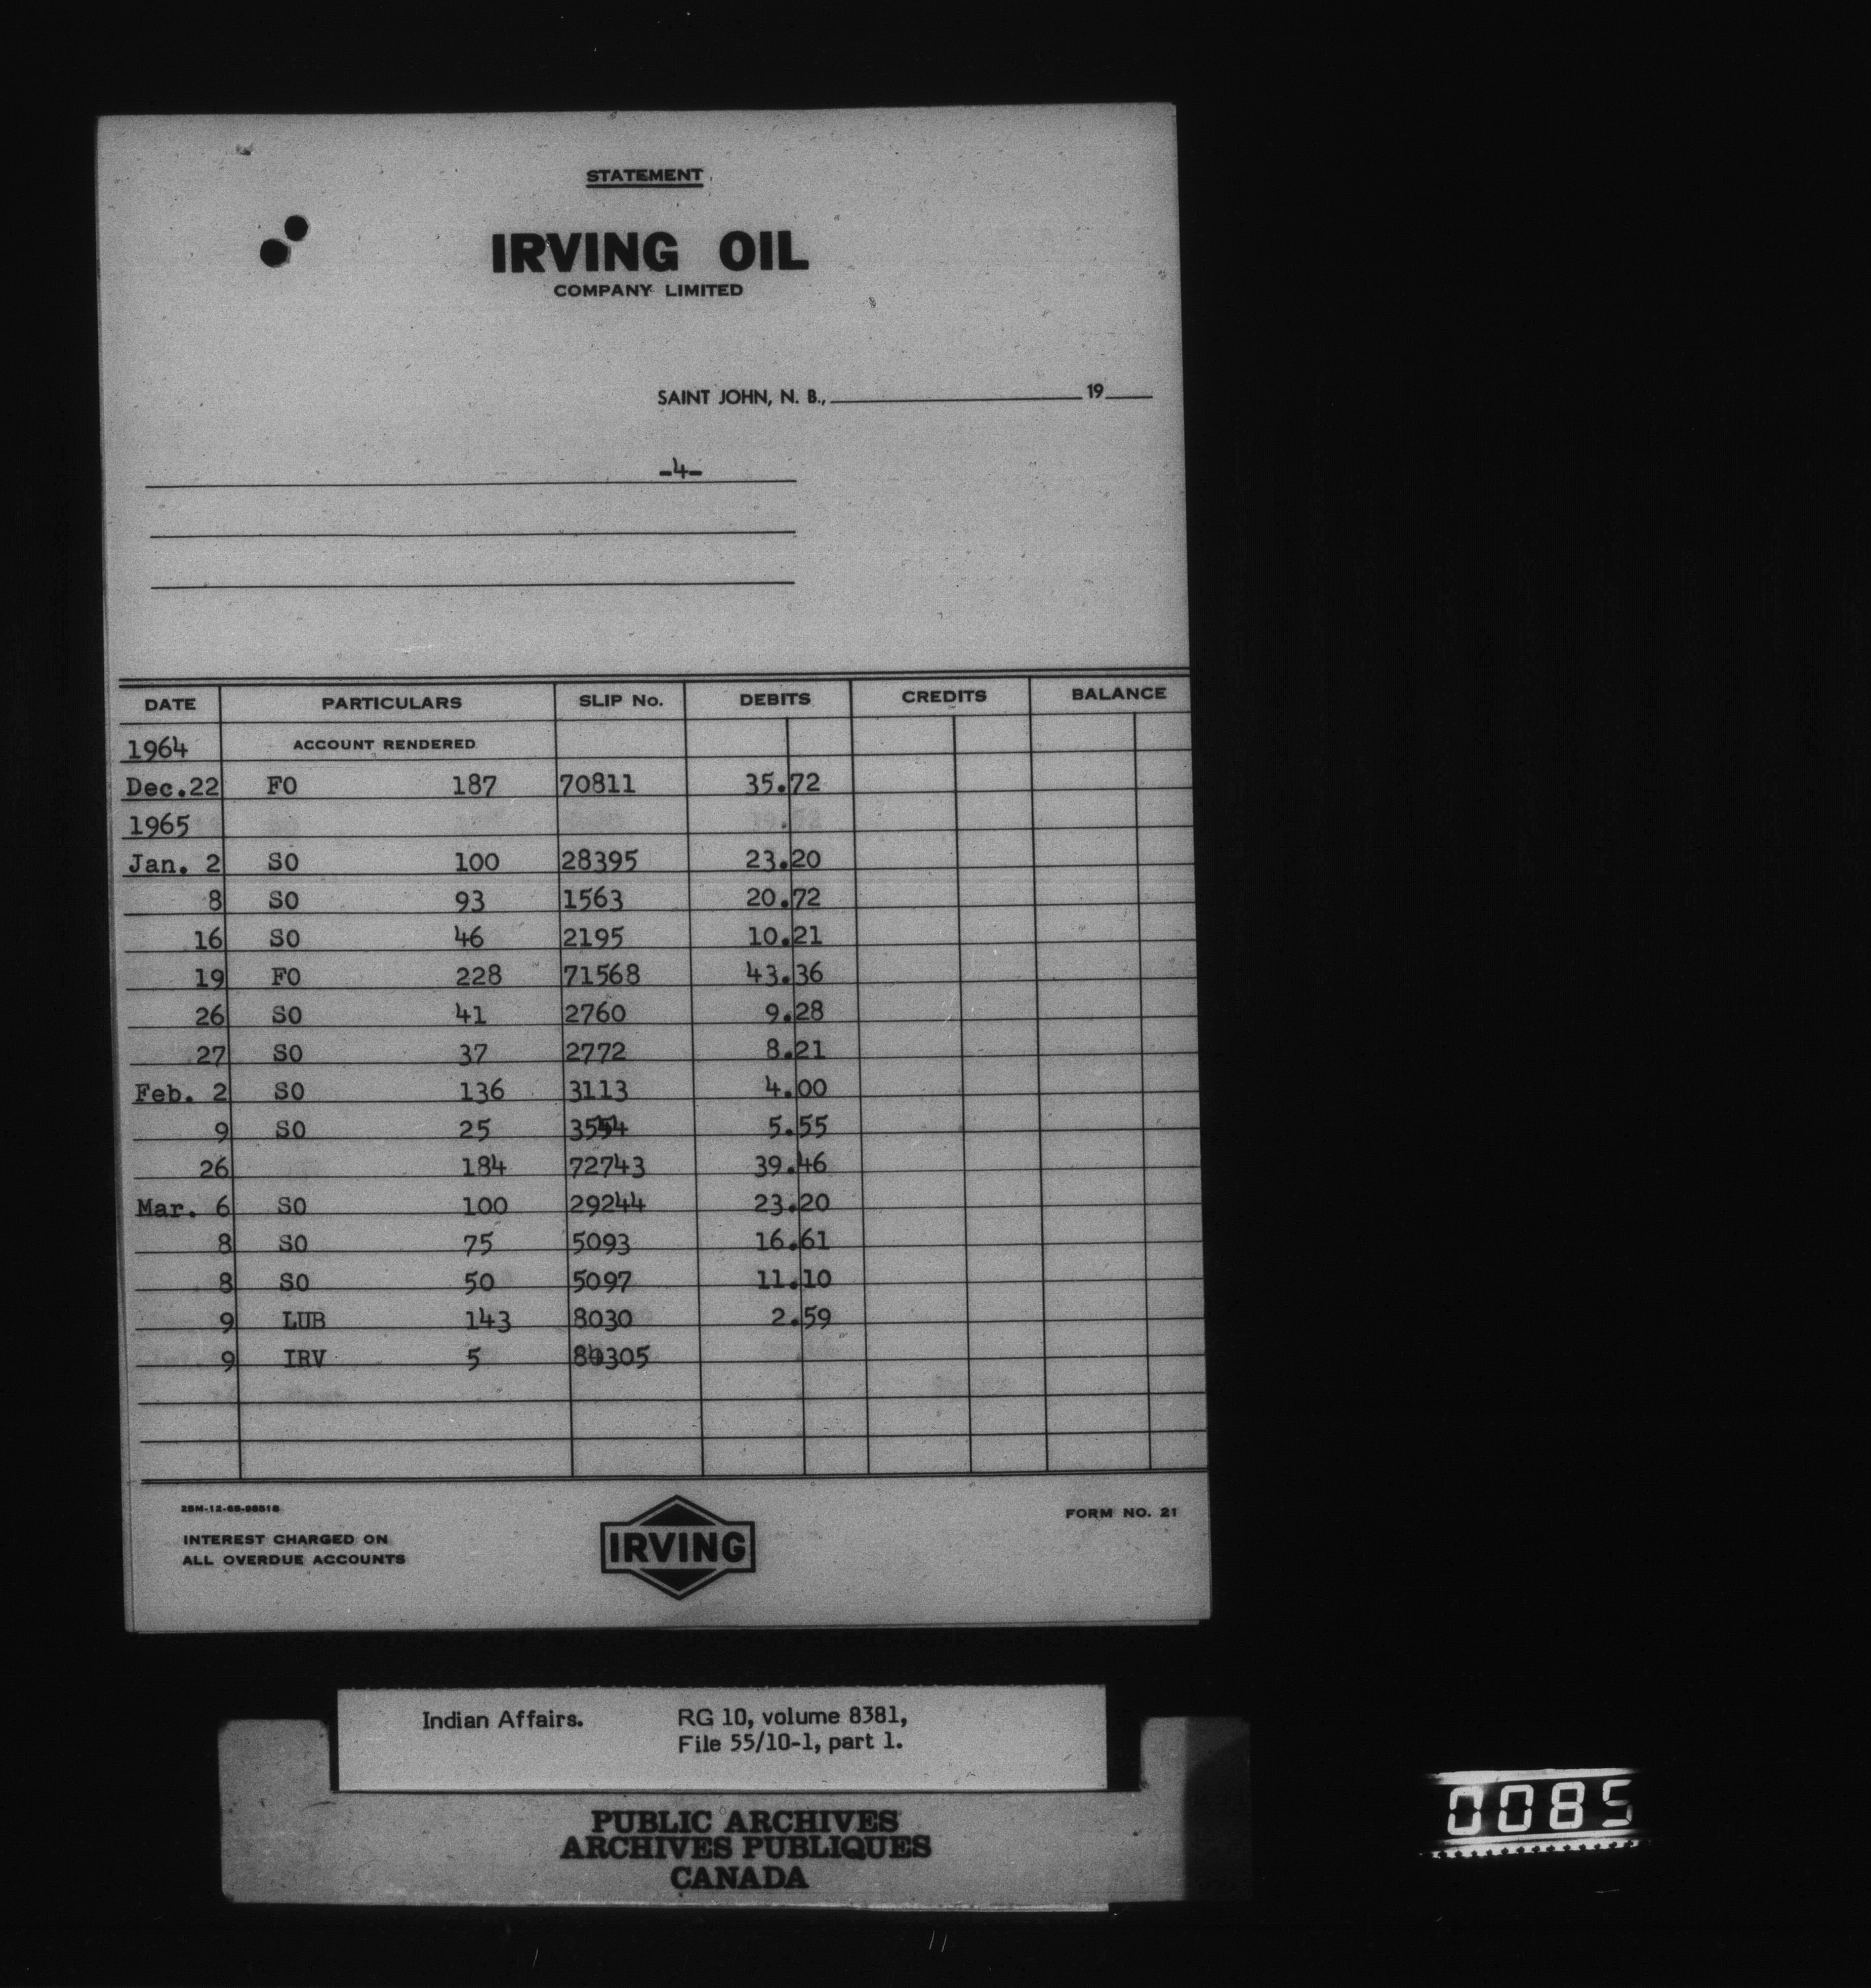 STATEMENT
IRVING OIL
COMPANY LIMITED
SAINT JOHN, N. B., 19
-4-
DATE PARTICULARS SLIP No. DEBITS CREDITS BALANCE
1964 ACCOUNT RENDERED
Dec.22 FO 187 70811 35.72
1965
Jan. 2 SO 100 28395 23.20
8 SO 93 1563 20.72
16 SO 46 2195 10.21
19 FO 228 71568 43.36
26 SO 41 2760 9.28
27 SO 37 2772 8.21
Feb. 2 SO 136 3113 4.00
9 SO 25 5.55
26 184 72743 39.46
Mar. 6 SO 100 29244 23.20
8 SO 75 5093 16.61
8 SO 50 5097 11.10
9 LUB 143 8030 2.59
9 IRV 5
INTEREST CHARGED ON
ALL OVERDUE ACCOUNTS
IRVING
FORM NO. 21
Indian Affairs. RG 10, volume 8381,
File 55/10-1, part 1.
PUBLIC ARCHIVES
ARCHIVES PUBLIQUES
CANADA
0085